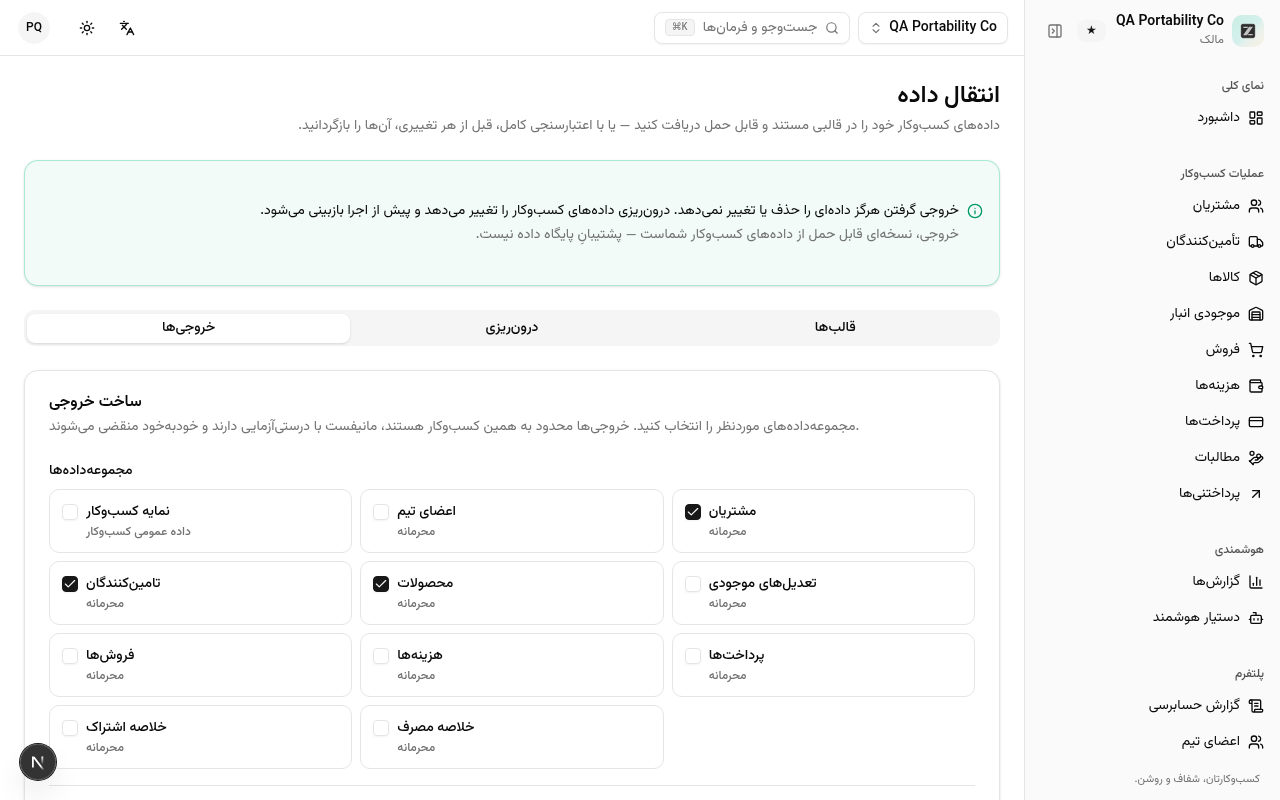 QA Portability Co
مالک
نمای کلی
داشبورد
عملیات کسب‌وکار
مشتریان
تأمین‌کنندگان
کالاها
موجودی انبار
فروش
هزینه‌ها
پرداخت‌ها
مطالبات
پرداختنی‌ها
هوشمندی
گزارش‌ها
دستیار هوشمند
پلتفرم
گزارش حسابرسی
اعضای تیم
کسب‌وکارتان، شفاف و روشن.
QA Portability Co
جست‌وجو و فرمان‌ها
⌘K
PQ
انتقال داده
داده‌های کسب‌وکار خود را در قالبی مستند و قابل حمل دریافت کنید — یا با اعتبارسنجی کامل، قبل از هر تغییری، آن‌ها را بازگردانید.
خروجی گرفتن هرگز داده‌ای را حذف یا تغییر نمی‌دهد. درون‌ریزی داده‌های کسب‌وکار را تغییر می‌دهد و پیش از اجرا بازبینی می‌شود.
خروجی، نسخه‌ای قابل حمل از داده‌های کسب‌وکار شماست — پشتیبانِ پایگاه داده نیست.
قالب‌ها
درون‌ریزی
خروجی‌ها
ساخت خروجی
مجموعه‌داده‌های موردنظر را انتخاب کنید. خروجی‌ها محدود به همین کسب‌وکار هستند، مانیفست با درستی‌آزمایی دارند و خودبه‌خود منقضی می‌شوند.
مجموعه‌داده‌ها
مشتریان
محرمانه
اعضای تیم
محرمانه
نمایه کسب‌وکار
داده عمومی کسب‌وکار
تعدیل‌های موجودی
محرمانه
محصولات
محرمانه
تامین‌کنندگان
محرمانه
پرداخت‌ها
محرمانه
هزینه‌ها
محرمانه
فروش‌ها
محرمانه
خلاصه مصرف
محرمانه
خلاصه اشتراک
محرمانه